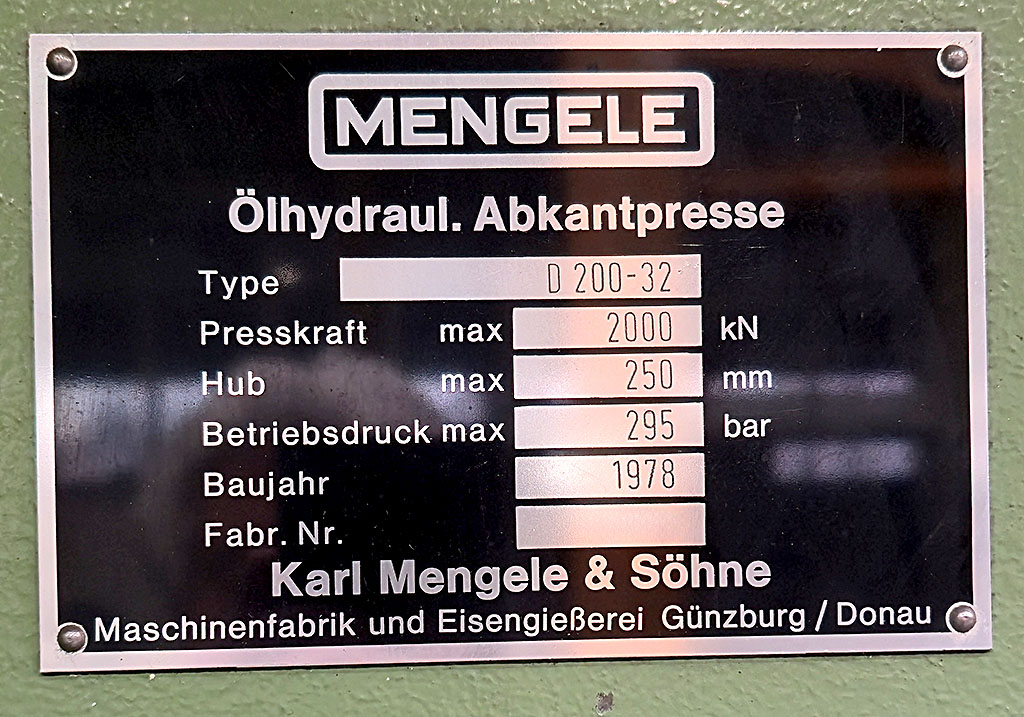 MENGELE
Ölhydraul. Abkantpresse
Type D 200-32
Presskraft max 2000 kN
Hub max 250 mm
Betriebsdruck max 295 bar
Baujahr 1978
Fabr. Nr.
Karl Mengele & Söhne
Maschinenfabrik und Eisengießerei Günzburg / Donau